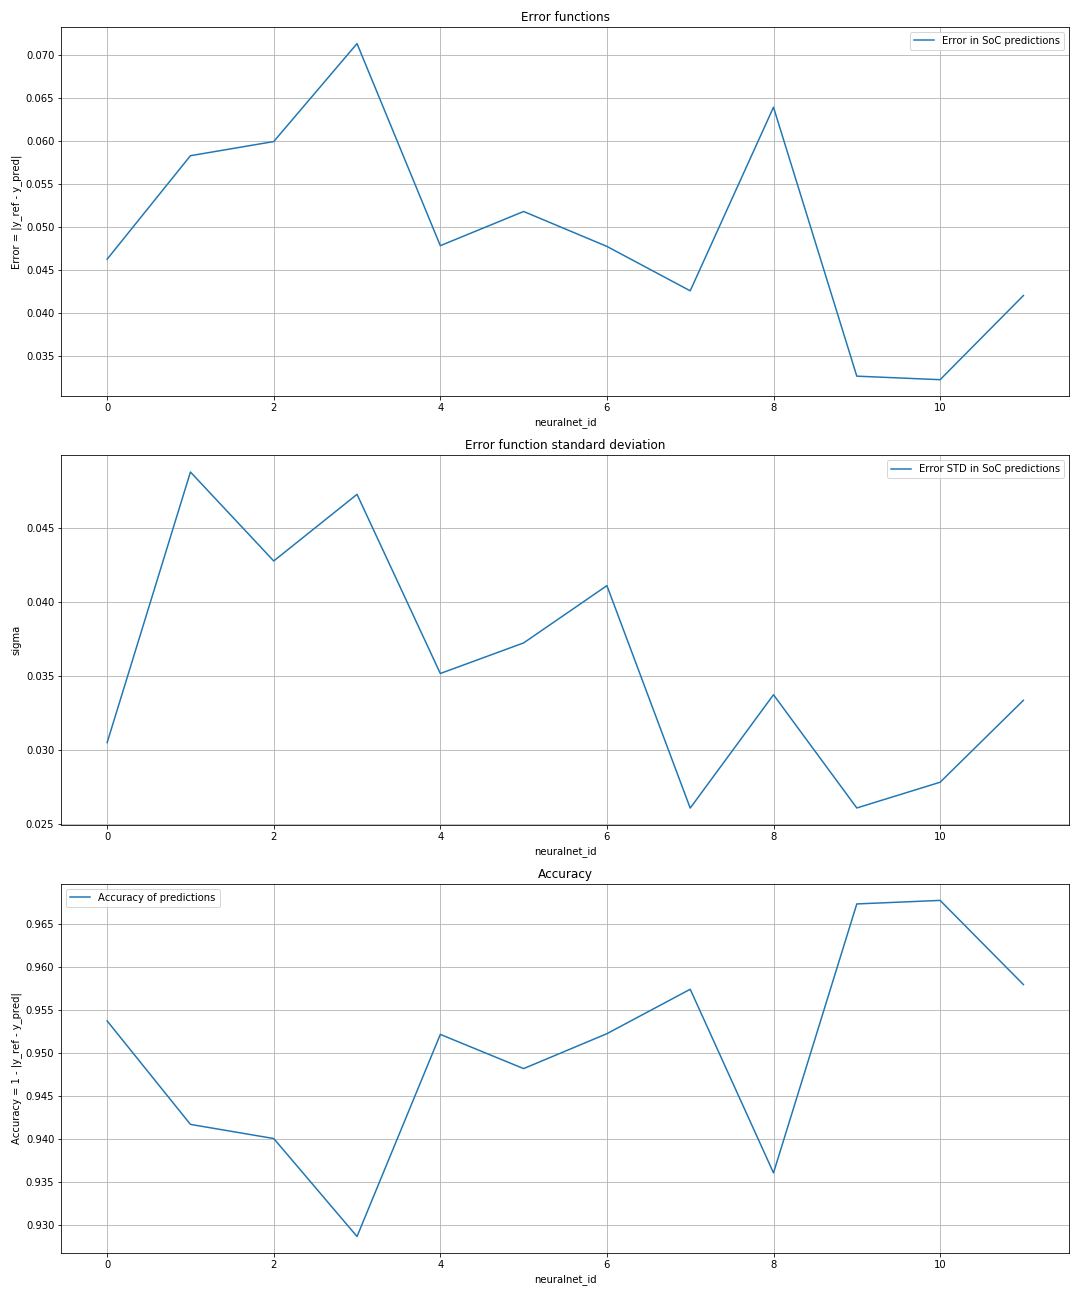 Error functions
Error in SoC predictions
Error = |y_ref - y_pred|
0.070
0.065
0.060
0.055
0.050
0.045
0.040
0.035
0 2 4 6 8 10
neuralnet_id
Error function standard deviation
Error STD in SoC predictions
sigma
0.045
0.040
0.035
0.030
0.025
0 2 4 6 8 10
neuralnet_id
Accuracy
Accuracy of predictions
Accuracy = 1 - |y_ref - y_pred|
0.965
0.960
0.955
0.950
0.945
0.940
0.935
0.930
0 2 4 6 8 10
neuralnet_id